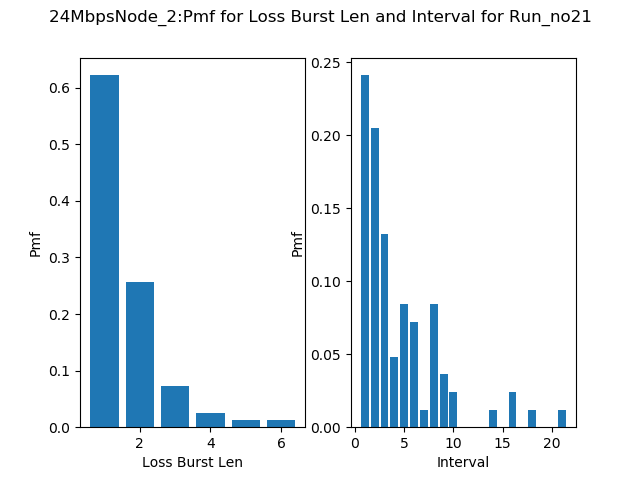 24MbpsNode_2:Pmf for Loss Burst Len and Interval for Run_no21
Pmf
0.6
0.5
0.4
0.3
0.2
0.1
0.0
2 4 6
Loss Burst Len
Pmf
0.25
0.20
0.15
0.10
0.05
0.00
0 5 10 15 20
Interval